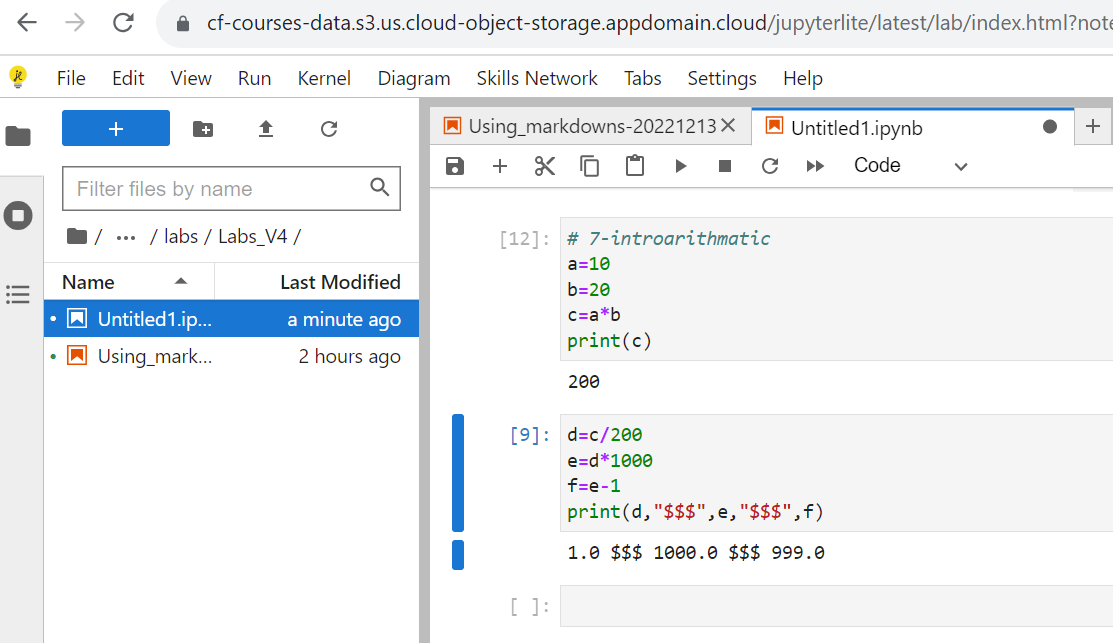 cf-courses-data.s3.us.cloud-object-storage.appdomain.cloud/jupyterlite/latest/lab/index.html?note
File Edit View Run Kernel Diagram Skills Network Tabs Settings Help
Using_markdowns-20221213
Untitled1.ipynb
Code
Filter files by name
/ ... / labs / Labs_V4 /
Name Last Modified
Untitled1.ip... a minute ago
Using_mark... 2 hours ago
[12]: # 7-introarithmatic
a=10
b=20
c=a*b
print(c)
200
[9]: d=c/200
e=d*1000
f=e-1
print(d,"$$$",e,"$$$",f)
1.0 $$$ 1000.0 $$$ 999.0
[ ]: